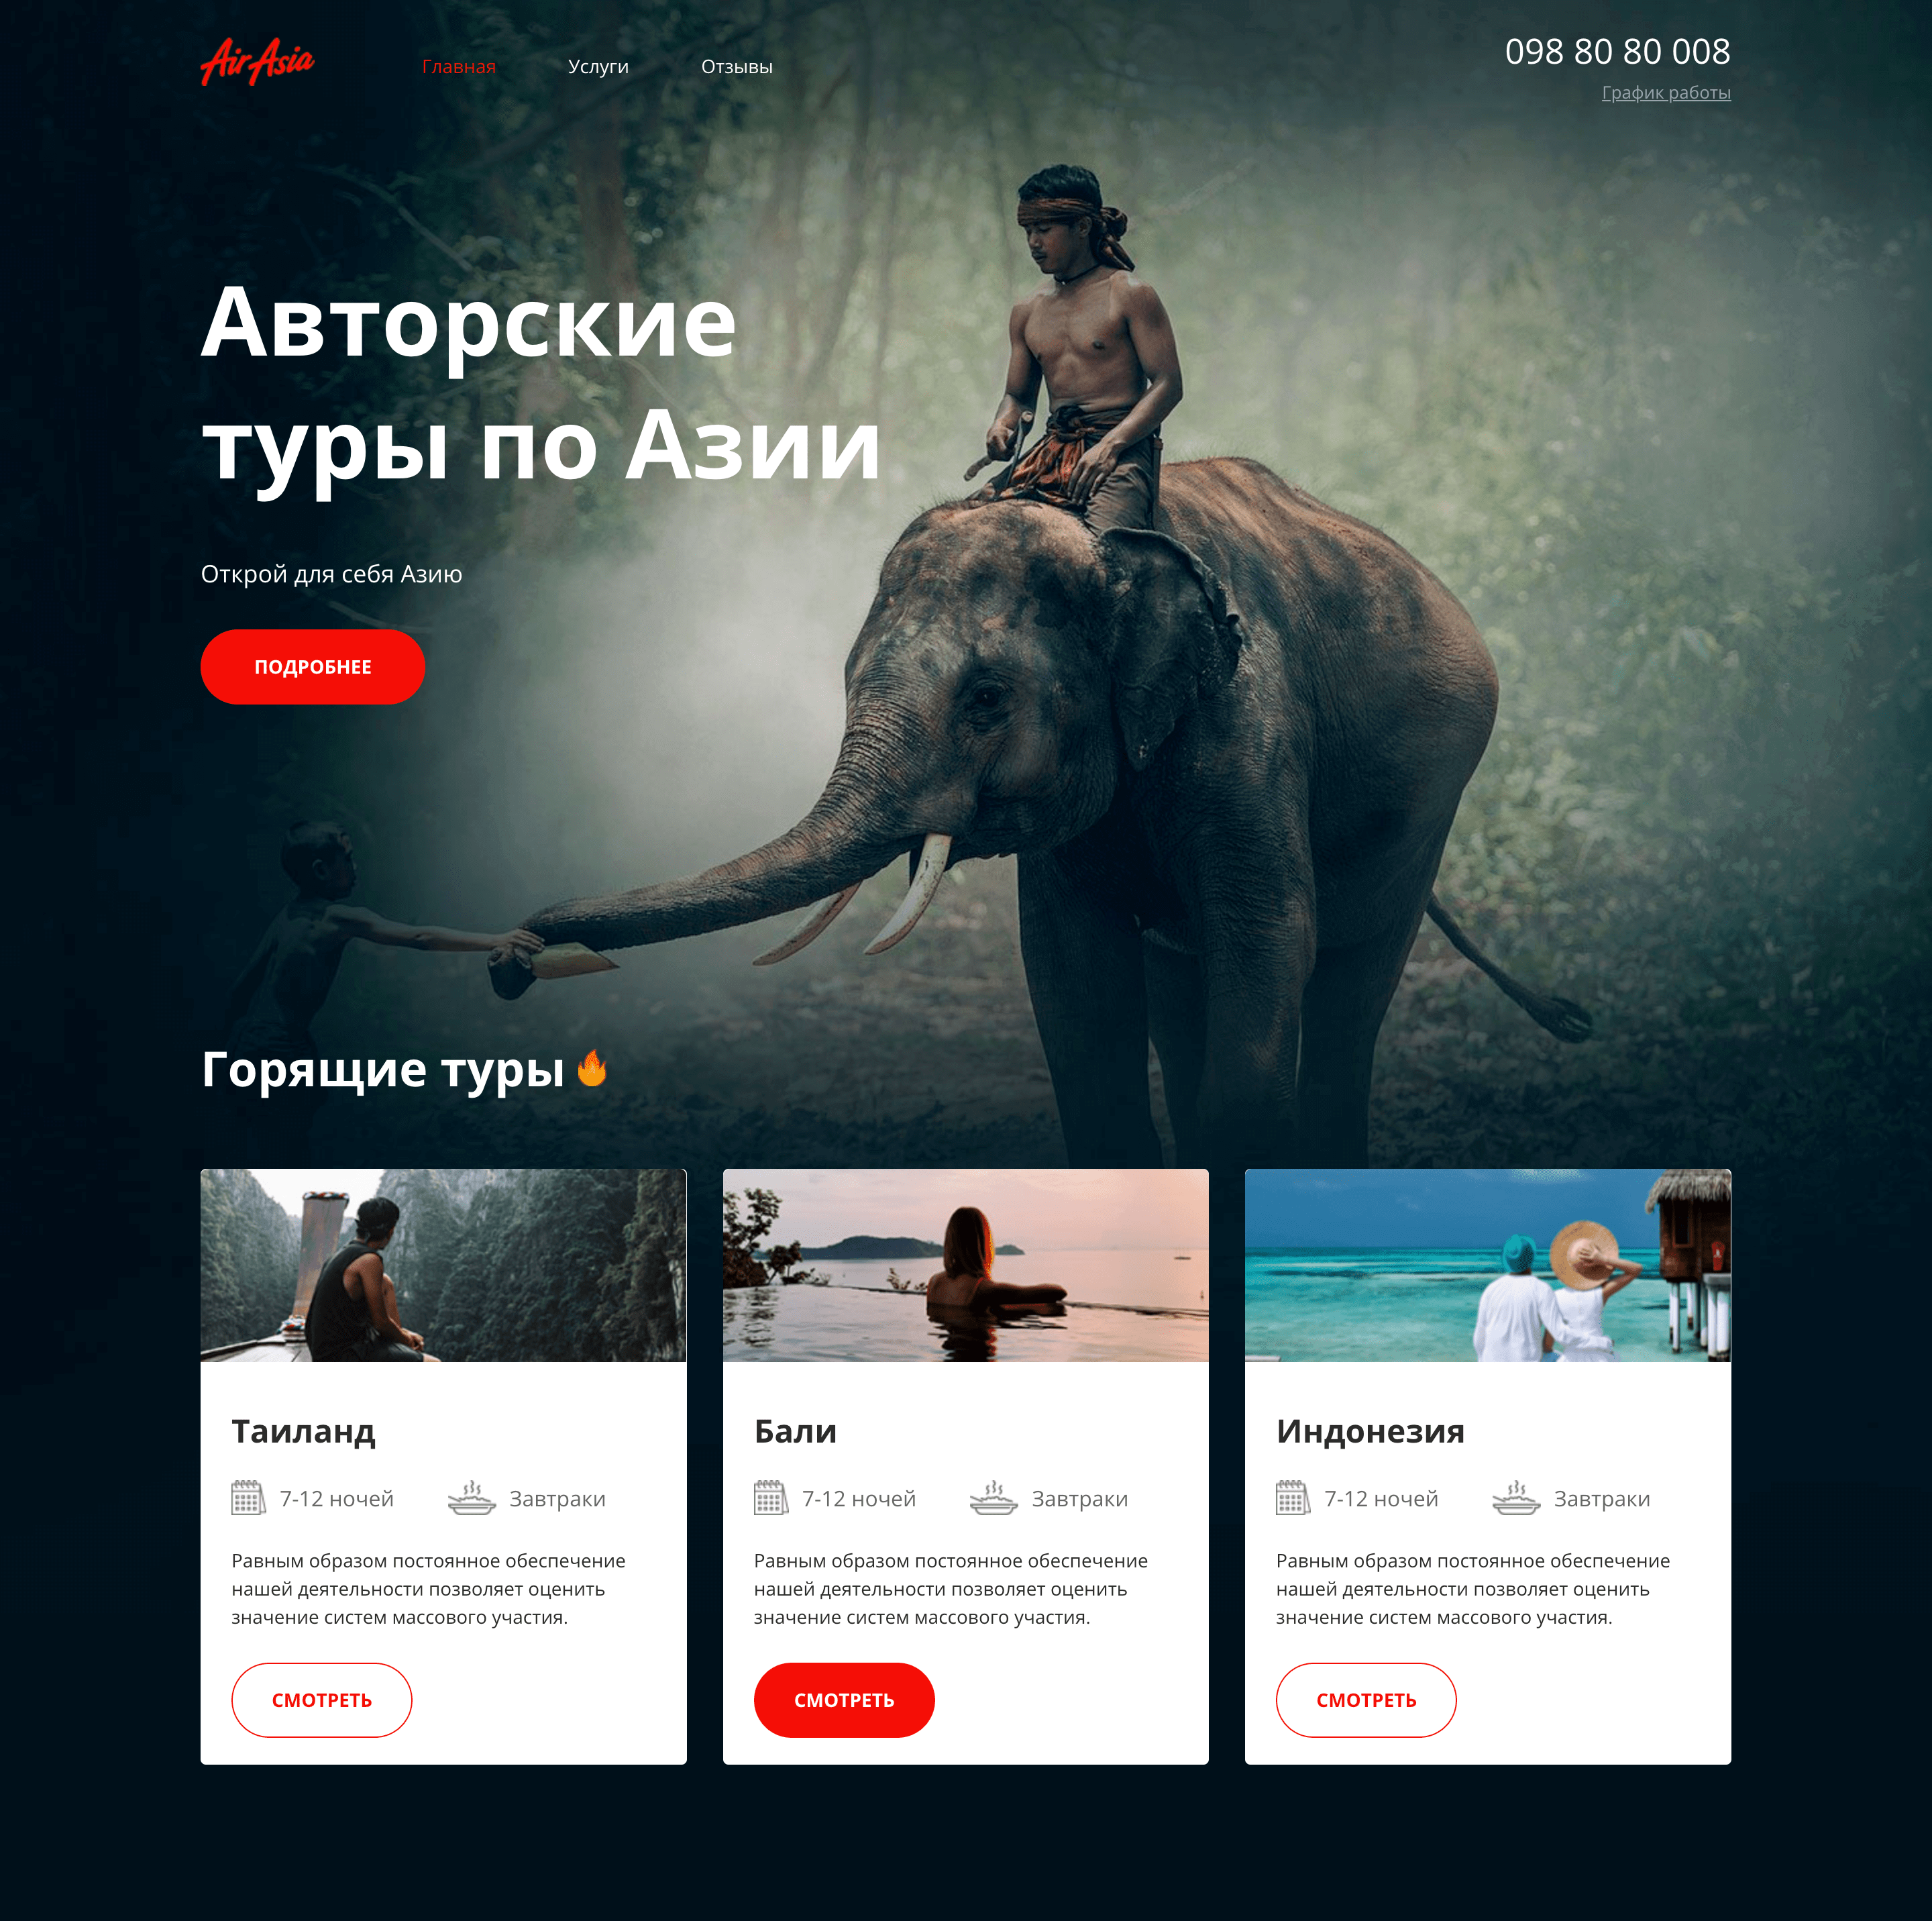 AirAsia
Главная
Услуги
Отзывы
098 80 80 008
График работы
Авторские
туры по Азии
Открой для себя Азию
ПОДРОБНЕЕ
Горящие туры
Таиланд
7-12 ночей
Завтраки
Равным образом постоянное обеспечение
нашей деятельности позволяет оценить
значение систем массового участия.
СМОТРЕТЬ
Бали
7-12 ночей
Завтраки
Равным образом постоянное обеспечение
нашей деятельности позволяет оценить
значение систем массового участия.
СМОТРЕТЬ
Индонезия
7-12 ночей
Завтраки
Равным образом постоянное обеспечение
нашей деятельности позволяет оценить
значение систем массового участия.
СМОТРЕТЬ